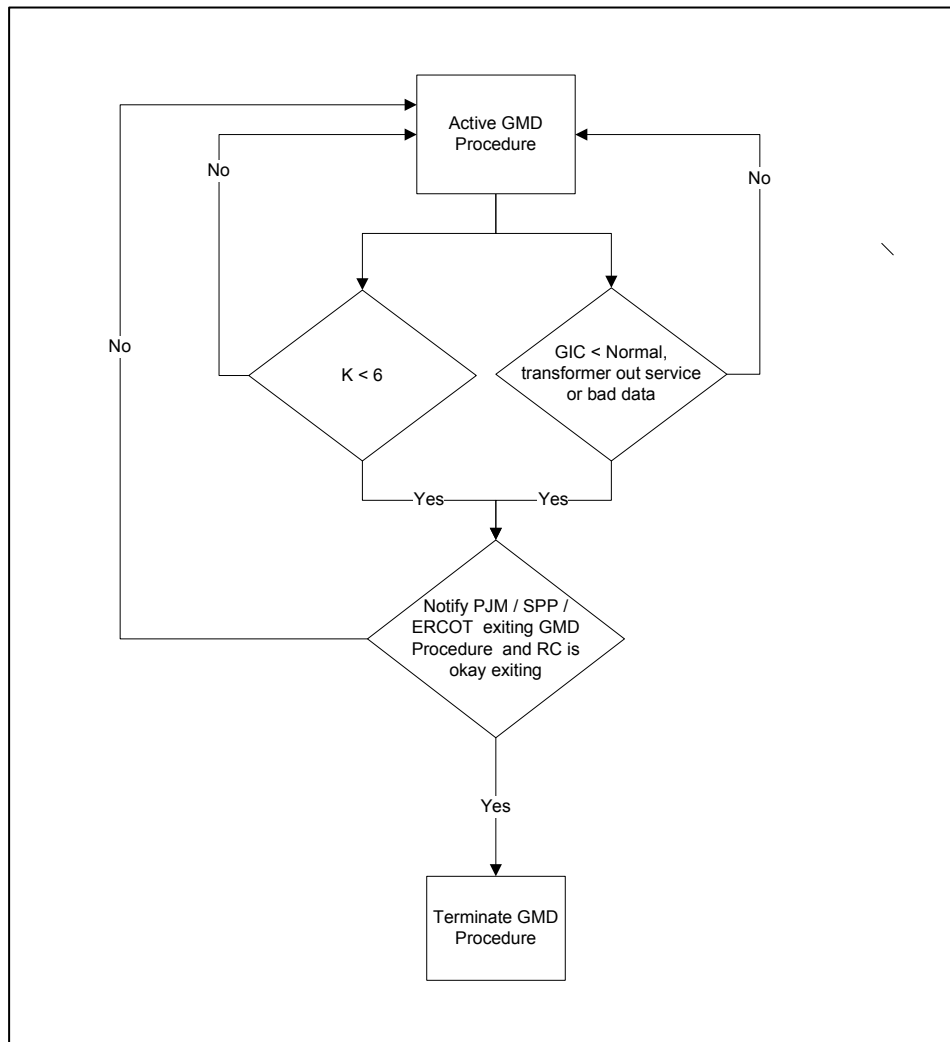 Active GMD
Procedure
No
No
No
K < 6
GIC < Normal,
transformer out service
or bad data
Yes
Yes
Notify PJM / SPP /
ERCOT exiting GMD
Procedure and RC is
okay exiting
Yes
Terminate GMD
Procedure